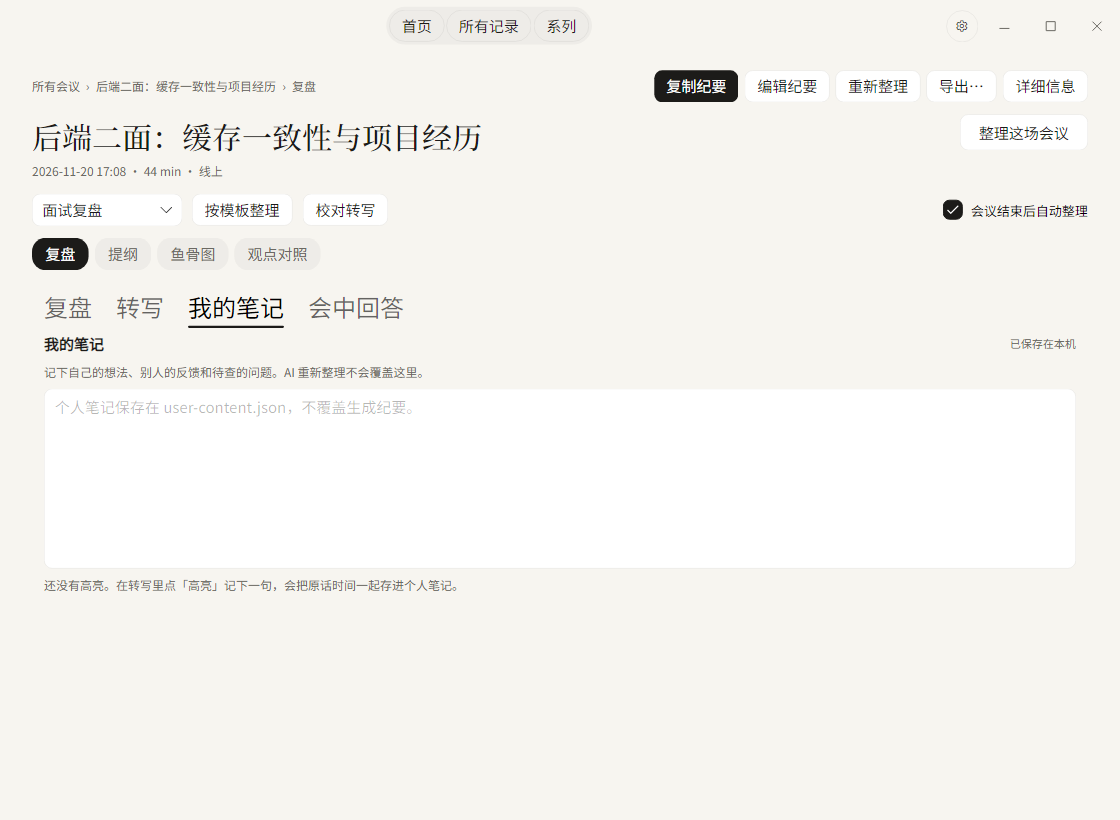 首页 所有记录 系列
所有会议 › 后端二面：缓存一致性与项目经历 › 复盘
复制纪要 编辑纪要 重新整理 导出… 详细信息
后端二面：缓存一致性与项目经历
整理这场会议
2026-11-20 17:08 · 44 min · 线上
面试复盘 按模板整理 校对转写
会议结束后自动整理
复盘 提纲 鱼骨图 观点对照
复盘 转写 我的笔记 会中回答
我的笔记
已保存在本机
记下自己的想法、别人的反馈和待查的问题。AI 重新整理不会覆盖这里。
个人笔记保存在 user-content.json，不覆盖生成纪要。
还没有高亮。在转写里点「高亮」记下一句，会把原话时间一起存进个人笔记。